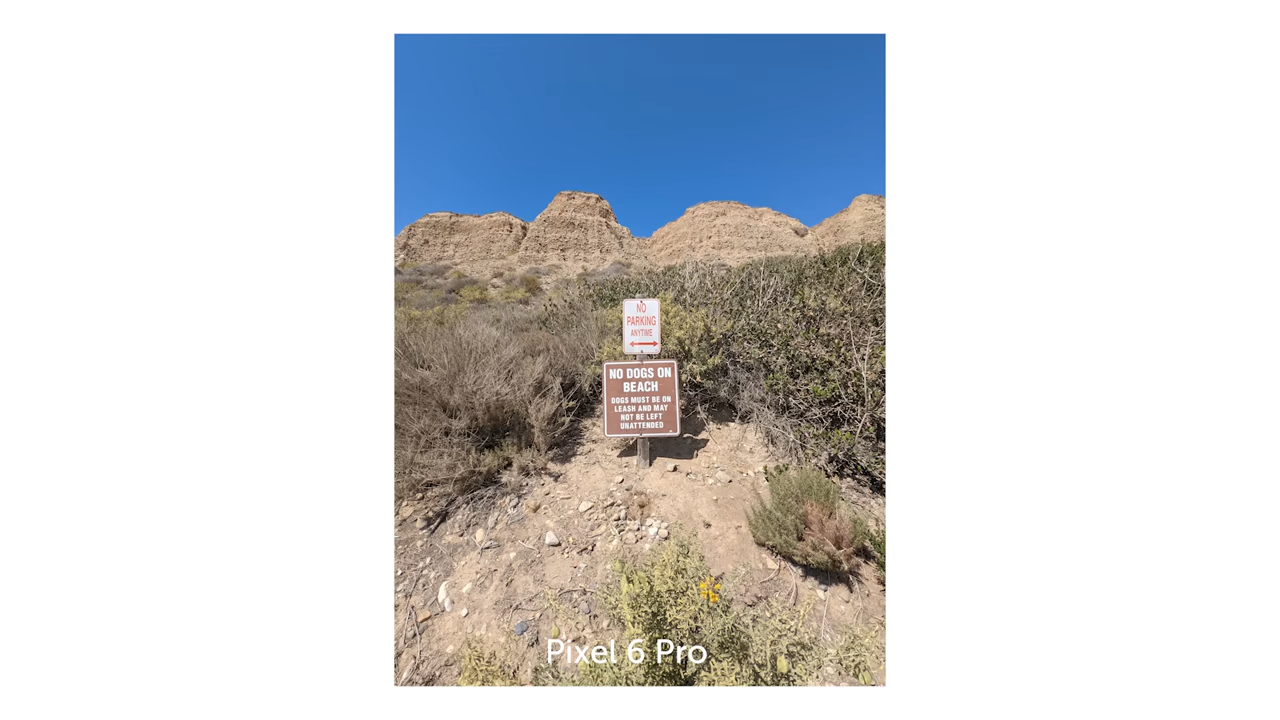 NO
PARKING
ANYTIME
NO DOGS ON
BEACH
DOGS MUST BE ON
LEASH AND MAY
NOT BE LEFT
UNATTENDED
Pixel 6 Pro